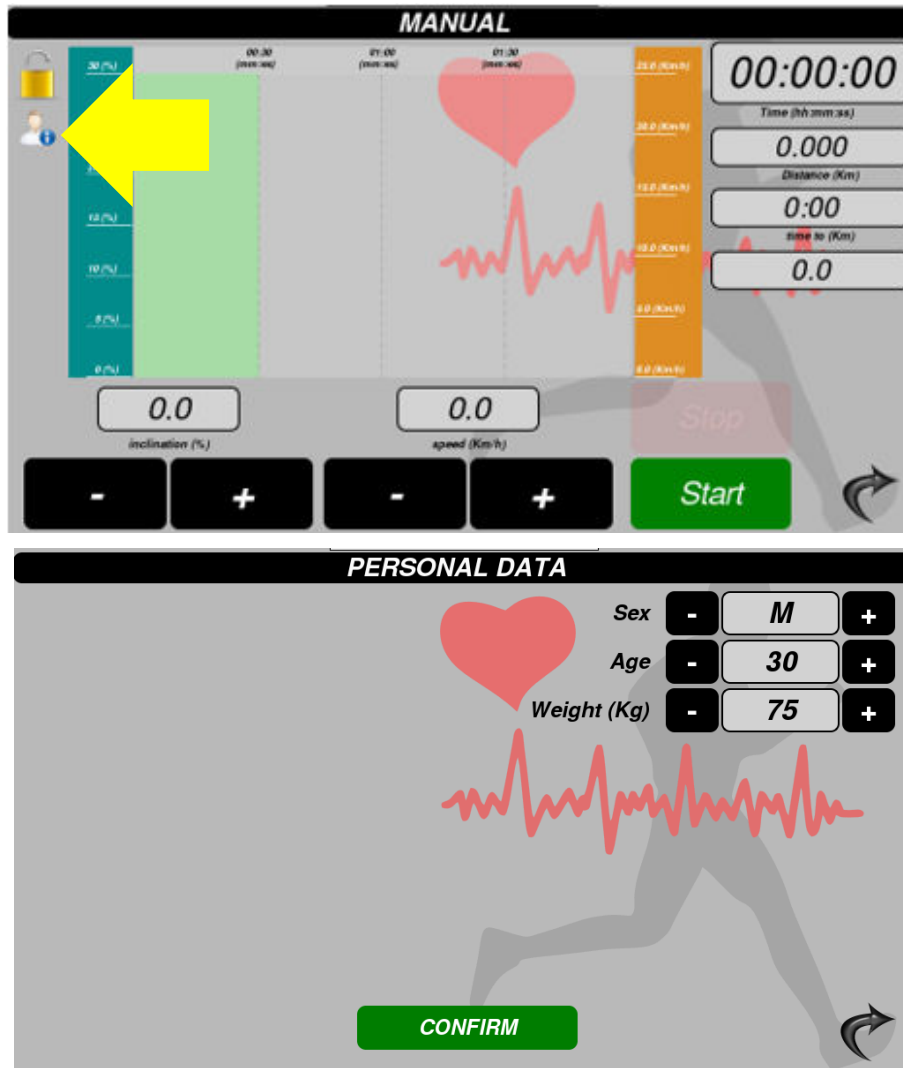 MANUAL
00:30 01:00 01:30
(mm:ss) (mm:ss) (mm:ss)
30 (%)
15 (%)
10 (%)
5 (%)
0 (%)
25.0 (Km/h)
20.0 (Km/h)
15.0 (Km/h)
10.0 (Km/h)
5.0 (Km/h)
0.0 (Km/h)
00:00:00
Time (hh:mm:ss)
0.000
Distance (Km)
0:00
time to (Km)
0.0
0.0 0.0 Stop
inclination (%) speed (Km/h)
- + - + Start
PERSONAL DATA
Sex - M +
Age - 30 +
Weight (Kg) - 75 +
CONFIRM